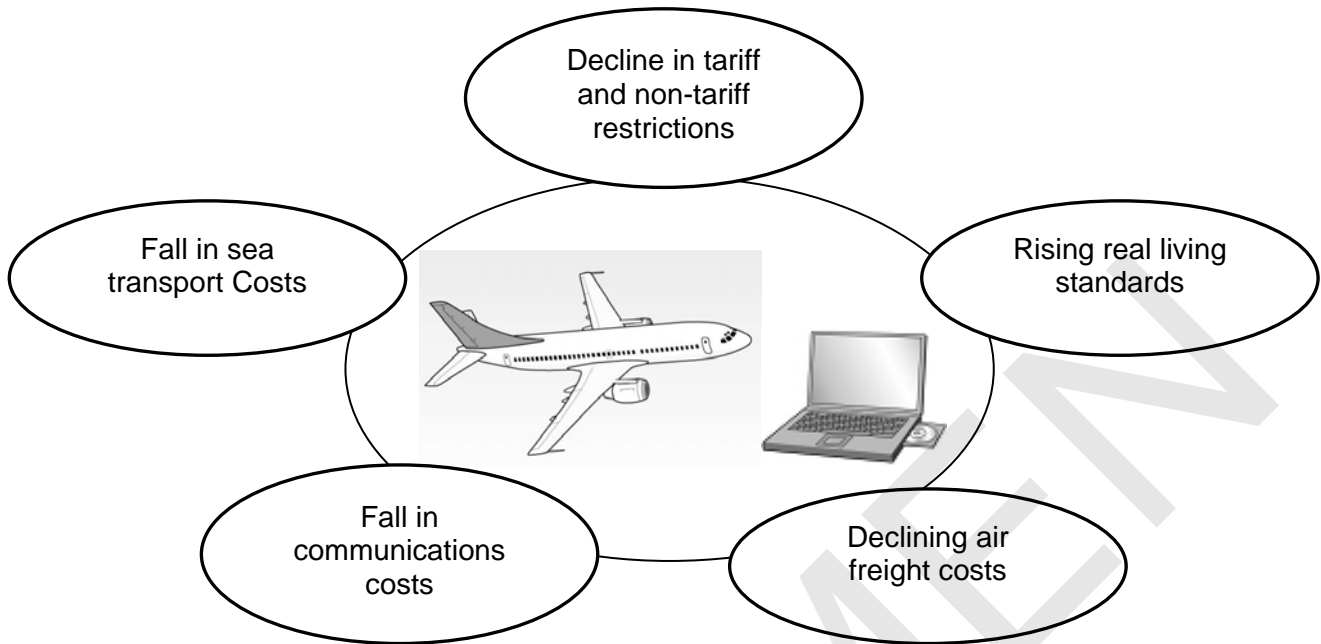 Decline in tariff
and non-tariff
restrictions
Fall in sea
transport Costs
Rising real living
standards
Fall in
communications
costs
Declining air
freight costs
MEN